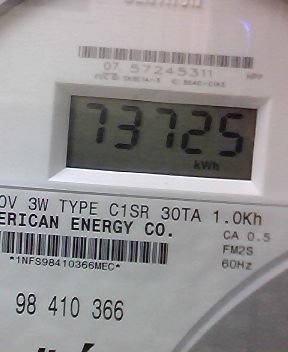 07 57245311
73725
kWh
0V 3W TYPE C1SR 30TA 1.0Kh
ERICAN ENERGY CO.
CA 0.5
*1NFS98410366MEC*
FM2S
60Hz
98 410 366